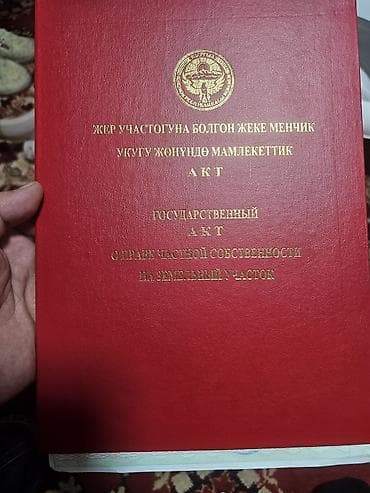 ЖЕР УЧАСТОГУНА БОЛГОН ЖЕКЕ МЕНЧИК
УКУГУ ЖӨНҮНДӨ МАМЛЕКЕТТИК
АКТ
ГОСУДАРСТВЕННЫЙ
АКТ
О ПРАВЕ ЧАСТНОЙ СОБСТВЕННОСТИ
НА ЗЕМЕЛЬНЫЙ УЧАСТОК